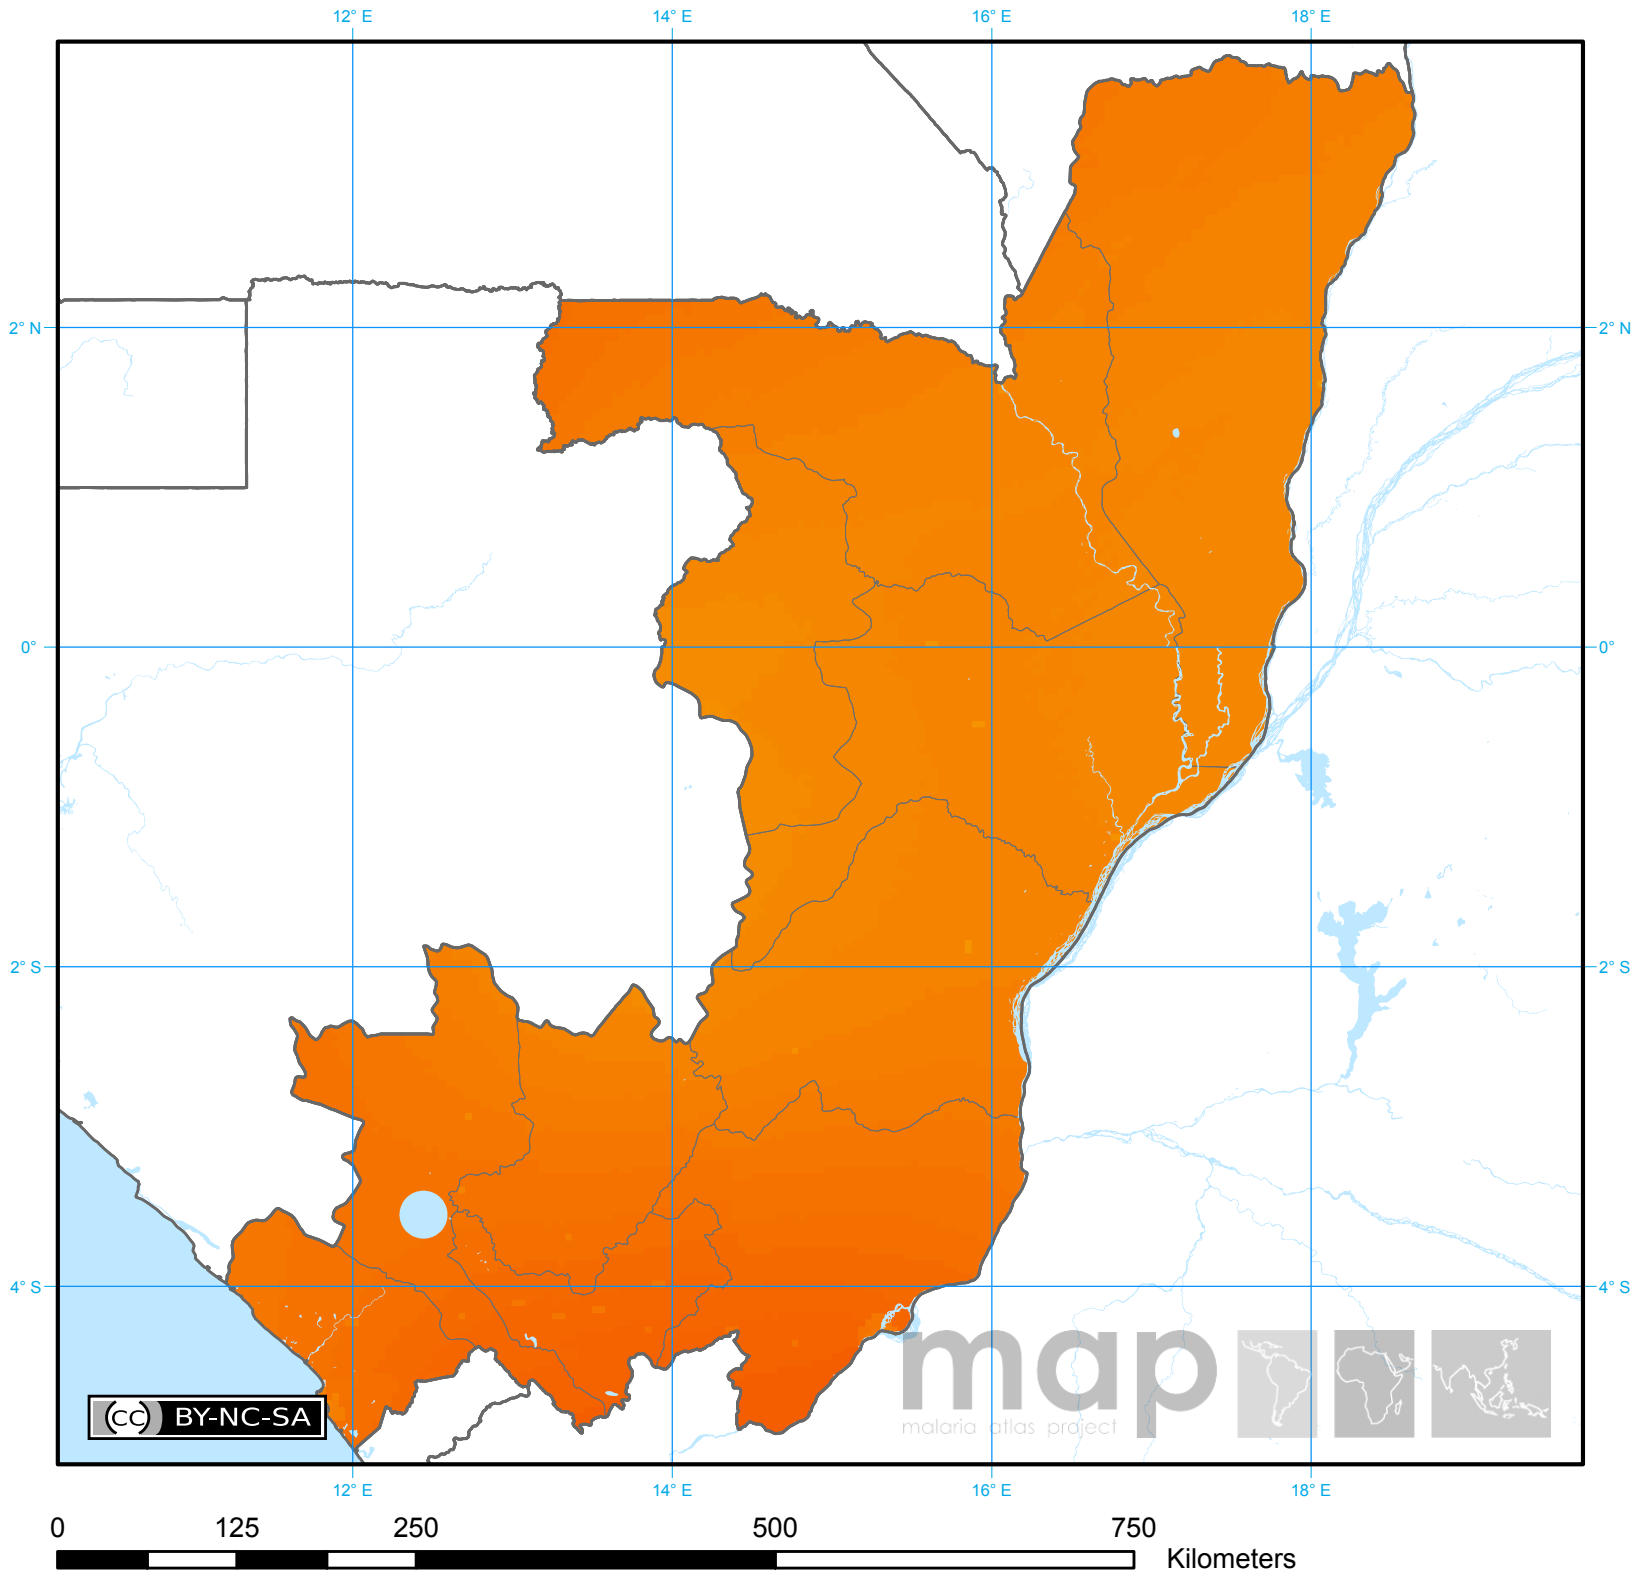 12° E 14° E 16° E 18° E
2° N 2° N
0° 0°
2° S 2° S
4° S 4° S
map
malaria atlas project
CC BY-NC-SA
12° E 14° E 16° E 18° E
0 125 250 500 750
Kilometers